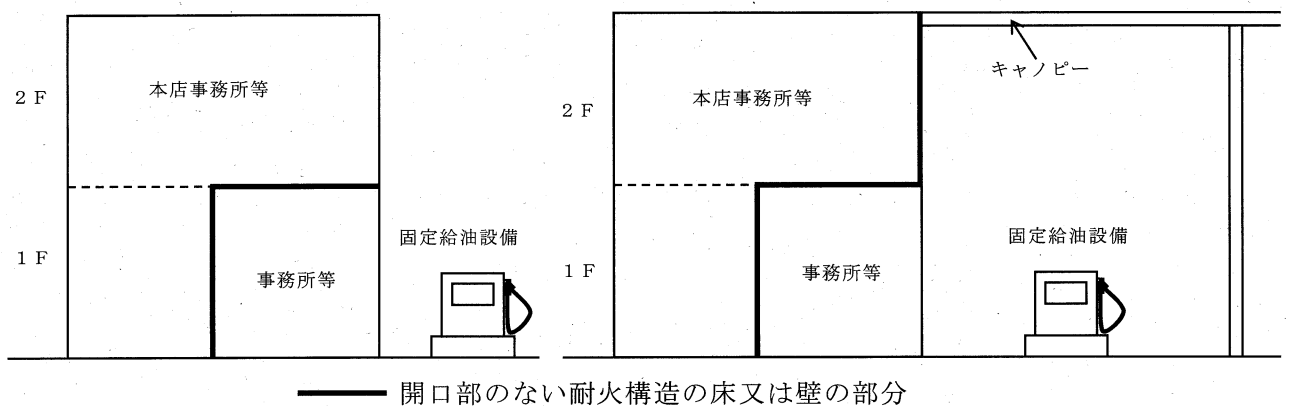 ２Ｆ
本店事務所等
１Ｆ
事務所等
固定給油設備
キャノピー
２Ｆ
本店事務所等
１Ｆ
事務所等
固定給油設備
開口部のない耐火構造の床又は壁の部分